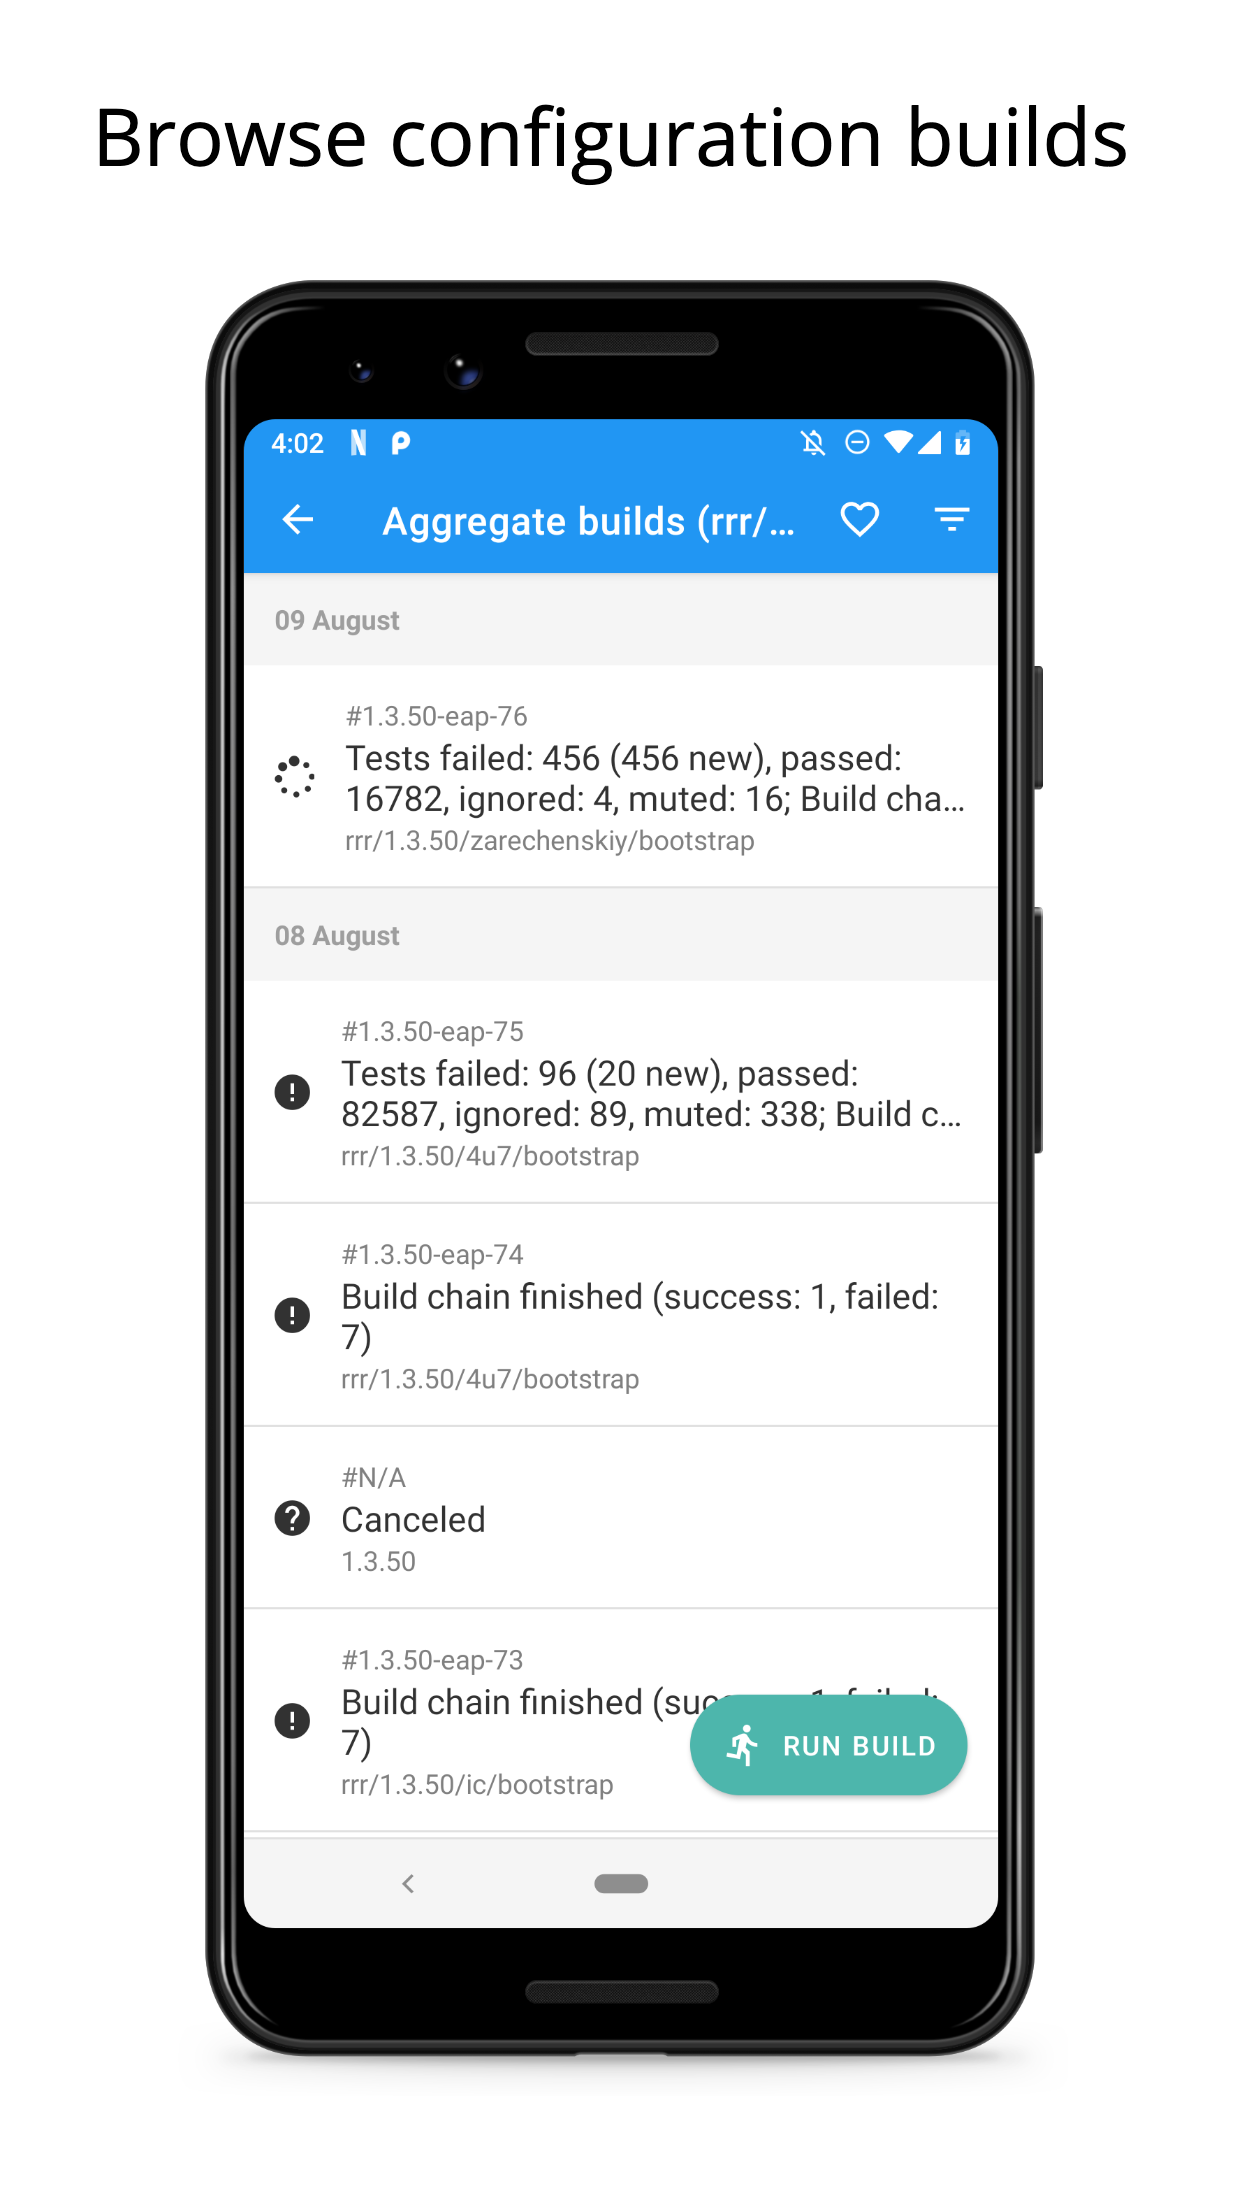 Browse configuration builds
4:02
Aggregate builds (rrr/...
09 August
#1.3.50-eap-76
Tests failed: 456 (456 new), passed:
16782, ignored: 4, muted: 16; Build cha...
rrr/1.3.50/zarechenskiy/bootstrap
08 August
#1.3.50-eap-75
Tests failed: 96 (20 new), passed:
82587, ignored: 89, muted: 338; Build c...
rrr/1.3.50/4u7/bootstrap
#1.3.50-eap-74
Build chain finished (success: 1, failed:
7)
rrr/1.3.50/4u7/bootstrap
#N/A
Canceled
1.3.50
#1.3.50-eap-73
Build chain finished (success: 1, failed:
7)
RUN BUILD
rrr/1.3.50/ic/bootstrap